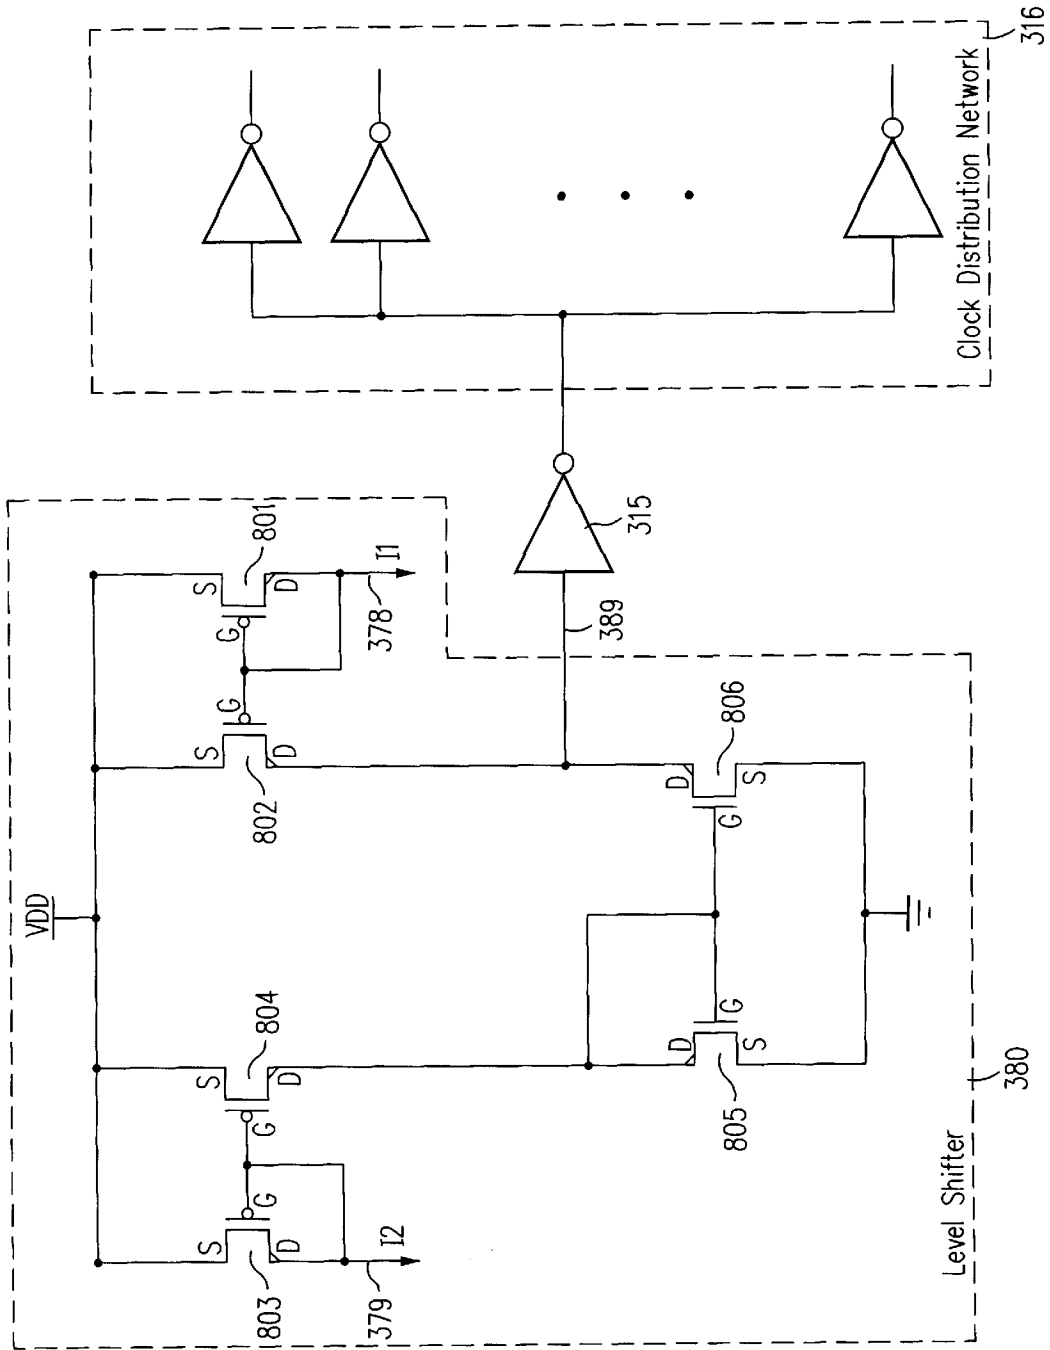 VDD
S
G
D
803
S
G
D
804
S
G
D
802
S
G
D
801
I2
379
I1
378
D
G
S
805
D
G
S
806
389
315
Level Shifter
380
Clock Distribution Network
316